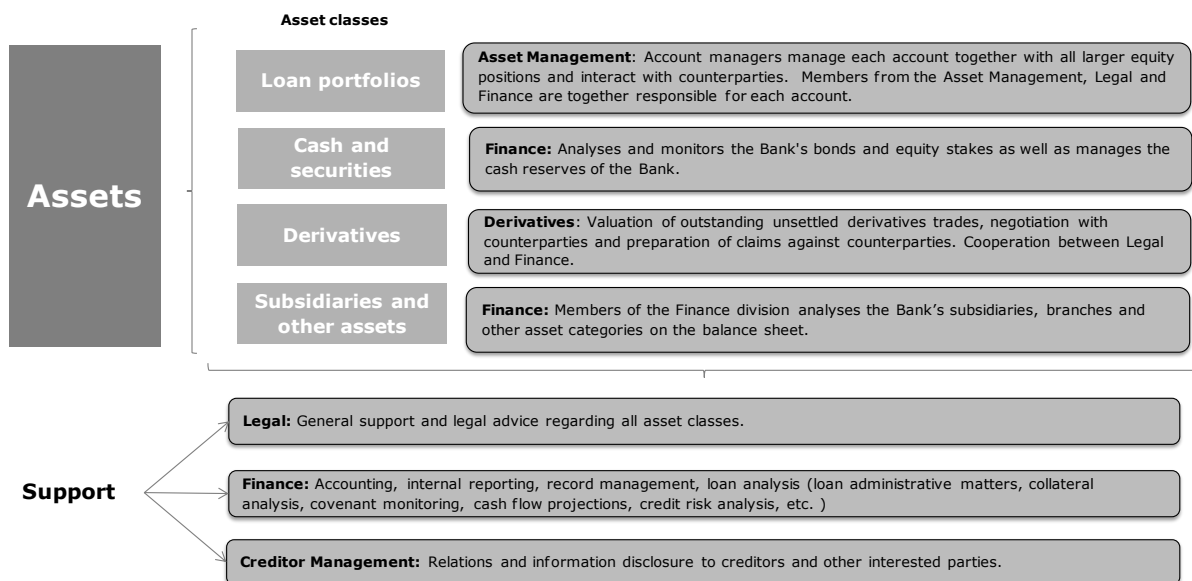 Asset classes
Assets
Loan portfolios
Asset Management: Account managers manage each account together with all larger equity
positions and interact with counterparties. Members from the Asset Management, Legal and
Finance are together responsible for each account.
Cash and
securities
Finance: Analyses and monitors the Bank's bonds and equity stakes as well as manages the
cash reserves of the Bank.
Derivatives
Derivatives: Valuation of outstanding unsettled derivatives trades, negotiation with
counterparties and preparation of claims against counterparties. Cooperation between Legal
and Finance.
Subsidiaries and
other assets
Finance: Members of the Finance division analyses the Bank’s subsidiaries, branches and
other asset categories on the balance sheet.
Support
Legal: General support and legal advice regarding all asset classes.
Finance: Accounting, internal reporting, record management, loan analysis (loan administrative matters, collateral
analysis, covenant monitoring, cash flow projections, credit risk analysis, etc. )
Creditor Management: Relations and information disclosure to creditors and other interested parties.